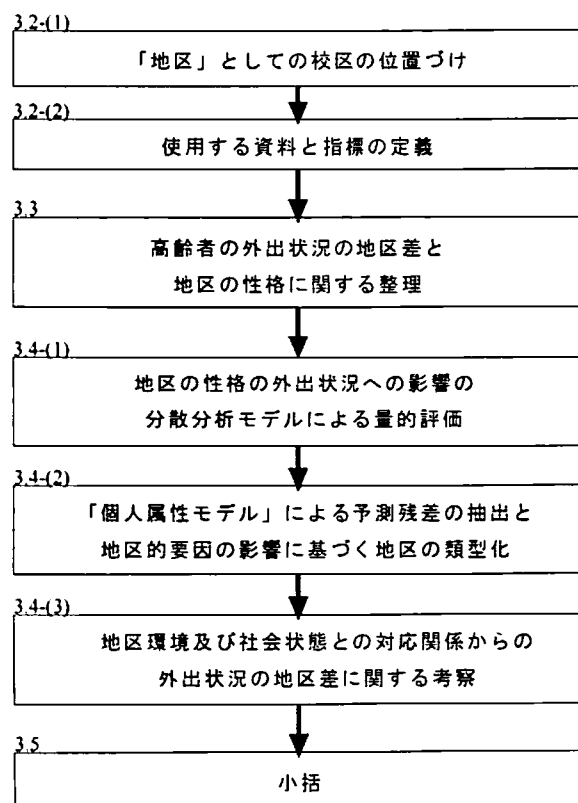 3.2-(1)
「地区」としての校区の位置づけ
3.2-(2)
使用する資料と指標の定義
3.3
高齢者の外出状況の地区差と
地区の性格に関する整理
3.4-(1)
地区の性格の外出状況への影響の
分散分析モデルによる量的評価
3.4-(2)
「個人属性モデル」による予測残差の抽出と
地区的要因の影響に基づく地区の類型化
3.4-(3)
地区環境及び社会状態との対応関係からの
外出状況の地区差に関する考察
3.5
小括